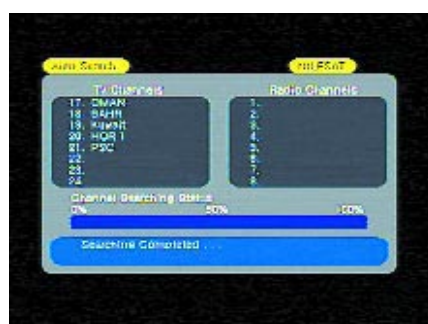 Auto Search
NILESAT
TV Channels
Radio Channels
17. OMAN
18. BAHR
19. Kuwait
20. HOR 1
21. PSC
22.
23.
24.
1.
2.
3.
4.
5.
6.
7.
8.
Channel Searching Status
0% 50% 100%
Searching Completed . . .